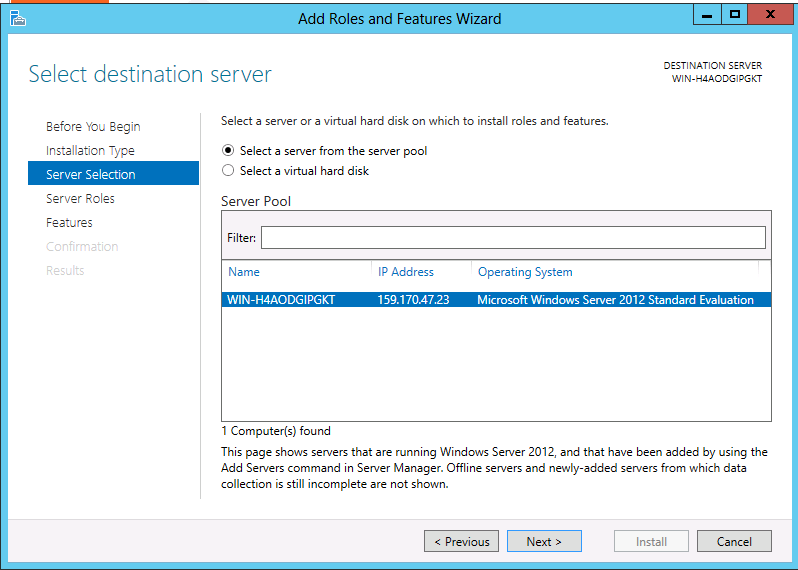 Add Roles and Features Wizard
Select destination server
DESTINATION SERVER
WIN-H4AODGIPGKT
Before You Begin
Installation Type
Server Selection
Server Roles
Features
Confirmation
Results
Select a server or a virtual hard disk on which to install roles and features.
Select a server from the server pool
Select a virtual hard disk
Server Pool
Filter:
Name IP Address Operating System
WIN-H4AODGIPGKT 159.170.47.23 Microsoft Windows Server 2012 Standard Evaluation
1 Computer(s) found
This page shows servers that are running Windows Server 2012, and that have been added by using the
Add Servers command in Server Manager. Offline servers and newly-added servers from which data
collection is still incomplete are not shown.
< Previous Next > Install Cancel